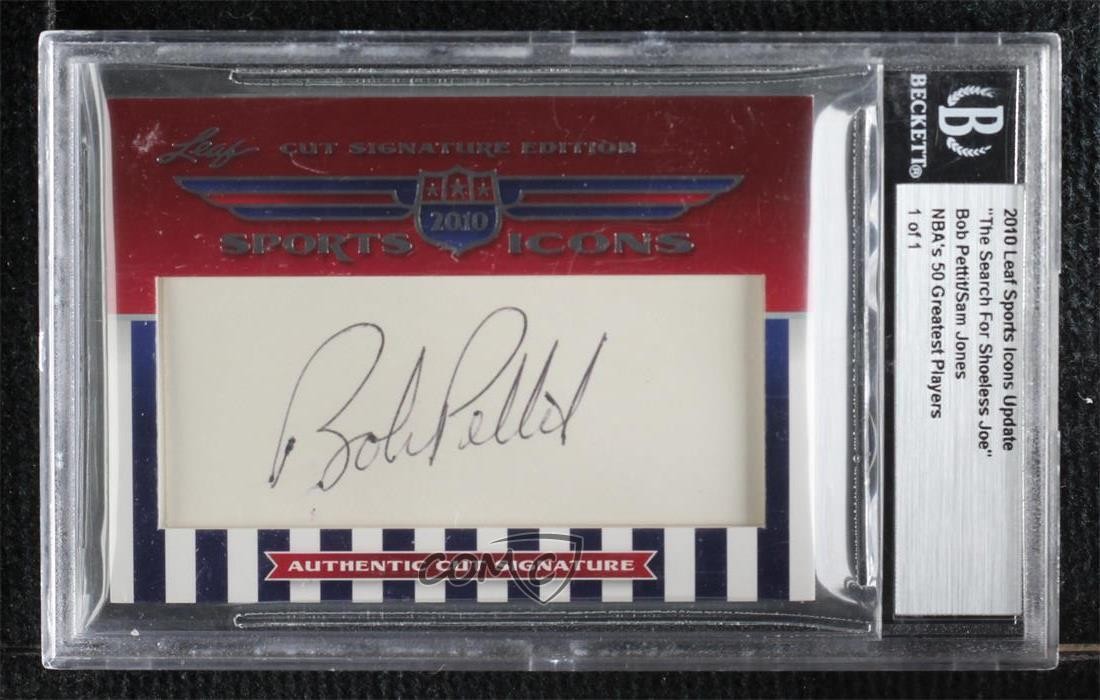 Leaf CUT SIGNATURE EDITION
2010
SPORTS ICONS
Bob Pettit
AUTHENTIC CUT SIGNATURE
COMC
B
BECKETT®
2010 Leaf Sports Icons Update
"The Search For Shoeless Joe"
Bob Pettit/Sam Jones
NBA's 50 Greatest Players
1 of 1